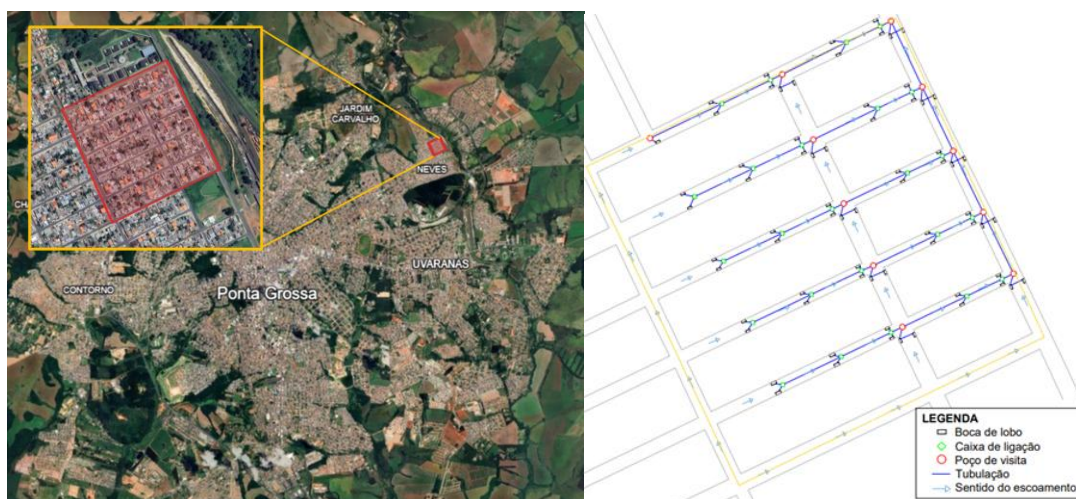 JARDIM
CARVALHO
NEVES
CH
UVARANAS
CONTORNO
Ponta Grossa
LEGENDA
Boca de lobo
Caixa de ligação
Poço de visita
Tubulação
Sentido do escoamento